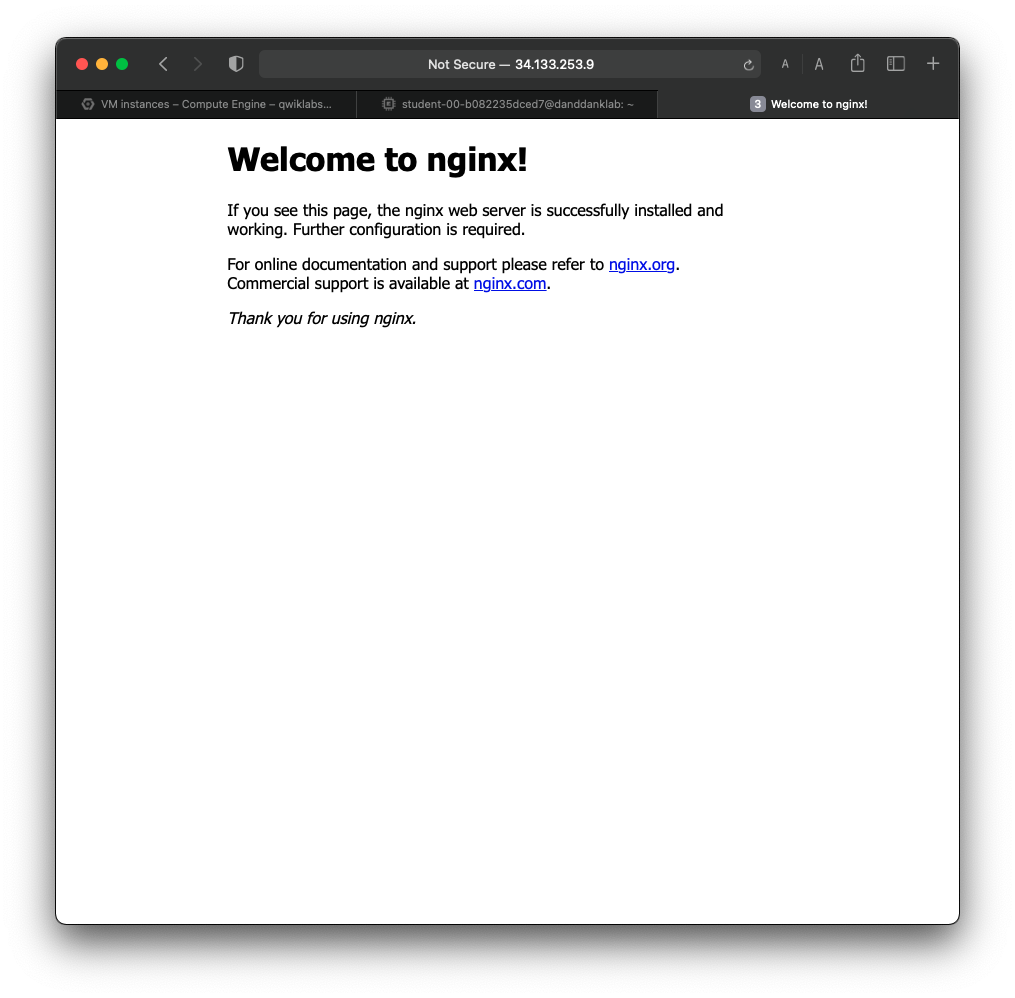 Not Secure — 34.133.253.9
A A
VM instances – Compute Engine – qwiklabs...
student-00-b082235dced7@danddanklab: ~
3 Welcome to nginx!
Welcome to nginx!
If you see this page, the nginx web server is successfully installed and
working. Further configuration is required.
For online documentation and support please refer to nginx.org.
Commercial support is available at nginx.com.
Thank you for using nginx.